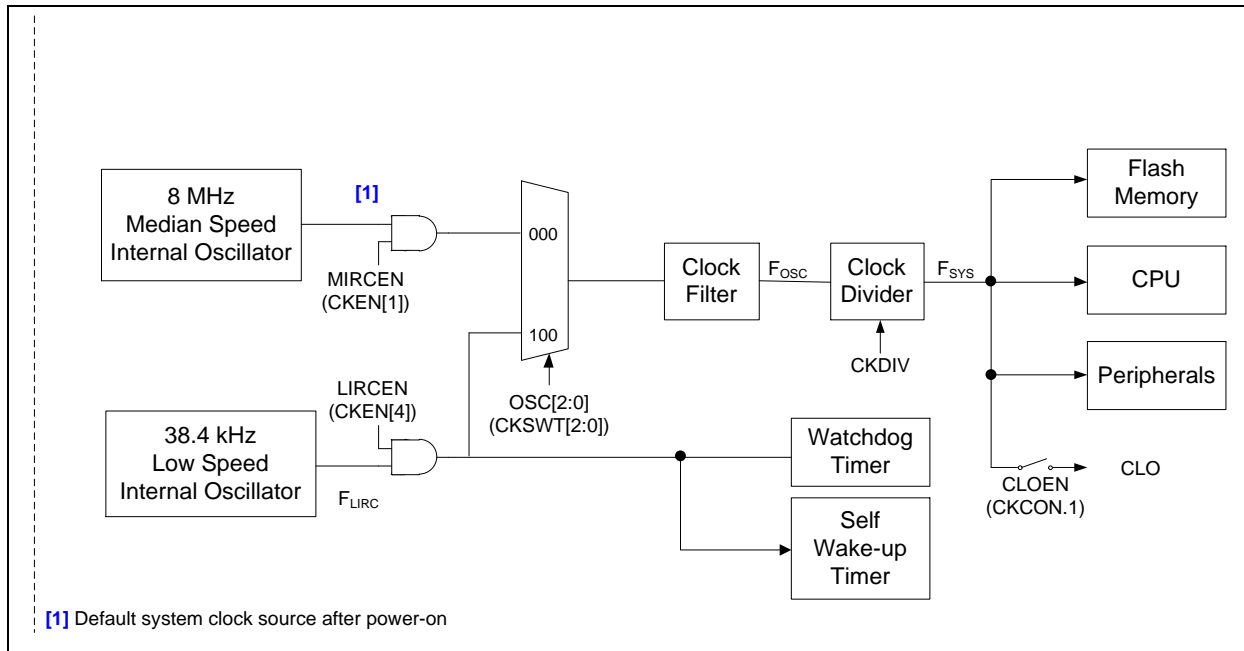 8 MHz
Median Speed
Internal Oscillator
[1]
MIRCEN
(CKEN[1])
000
100
OSC[2:0]
(CKSWT[2:0])
Clock
Filter
FOSC
Clock
Divider
CKDIV
FSYS
Flash
Memory
CPU
Peripherals
CLO
CLOEN
(CKCON.1)
LIRCEN
(CKEN[4])
38.4 kHz
Low Speed
Internal Oscillator
FLIRC
Watchdog
Timer
Self
Wake-up
Timer
[1] Default system clock source after power-on